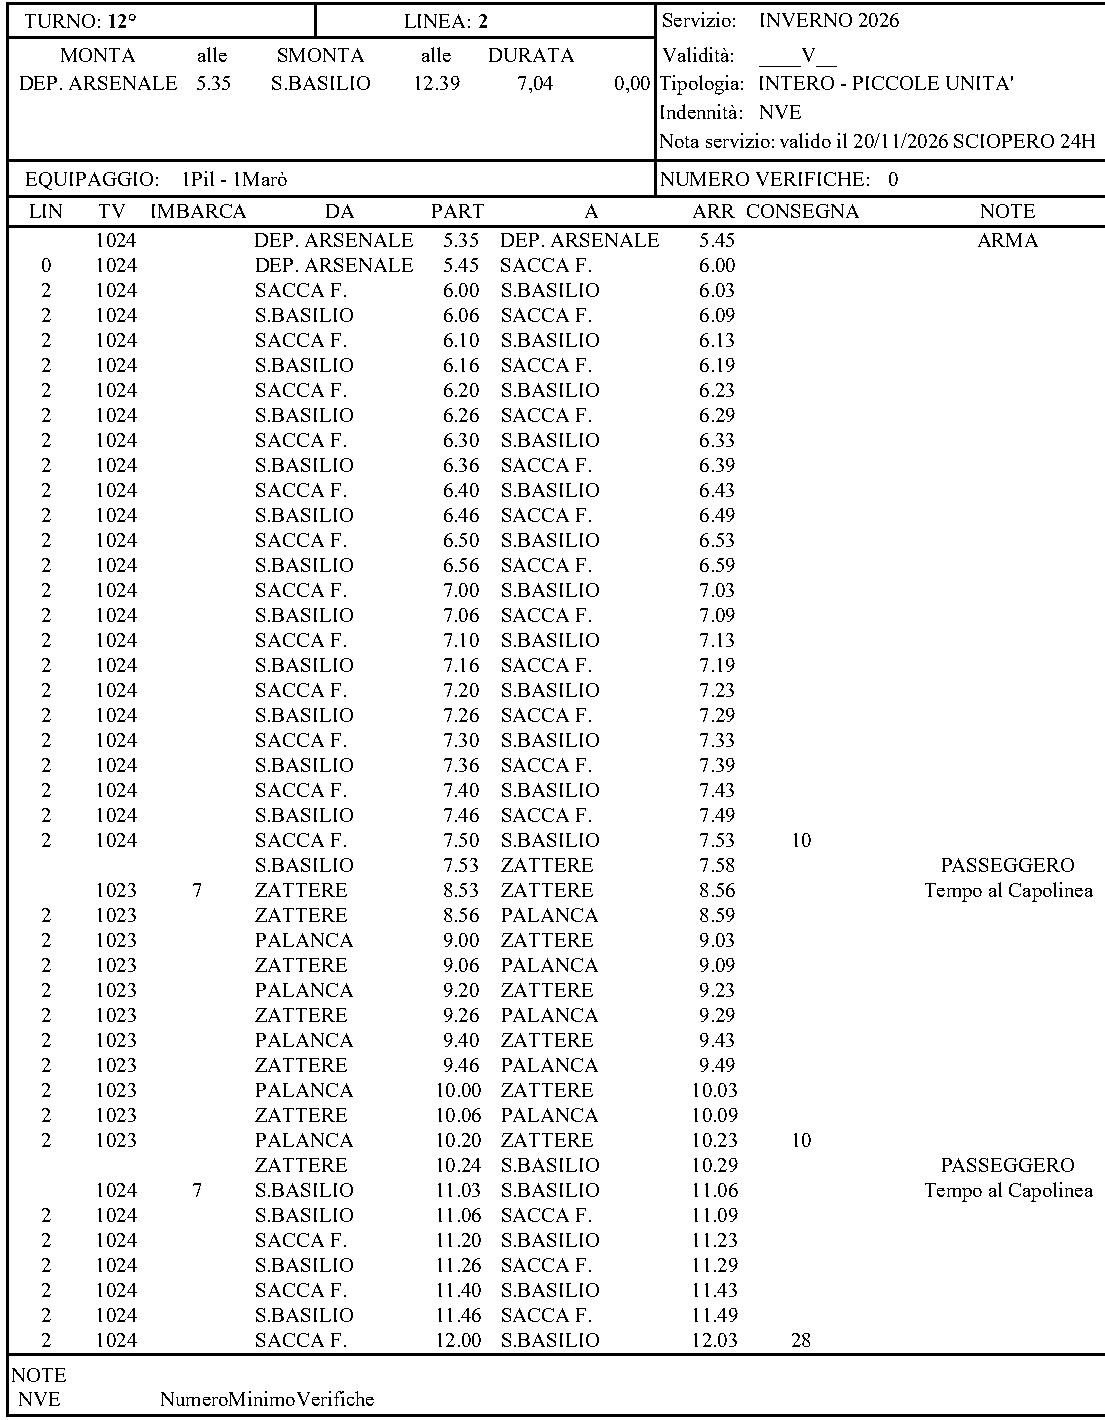 TURNO: 12° LINEA: 2 Servizio: INVERNO 2026
MONTA alle SMONTA alle DURATA Validità: ____V__
DEP. ARSENALE 5.35 S.BASILIO 12.39 7,04 0,00 Tipologia: INTERO - PICCOLE UNITA'
Indennità: NVE
Nota servizio: valido il 20/11/2026 SCIOPERO 24H
EQUIPAGGIO: 1Pil - 1Marò NUMERO VERIFICHE: 0
LIN TV IMBARCA DA PART A ARR CONSEGNA NOTE
1024 DEP. ARSENALE 5.35 DEP. ARSENALE 5.45 ARMA
0 1024 DEP. ARSENALE 5.45 SACCA F. 6.00
2 1024 SACCA F. 6.00 S.BASILIO 6.03
2 1024 S.BASILIO 6.06 SACCA F. 6.09
2 1024 SACCA F. 6.10 S.BASILIO 6.13
2 1024 S.BASILIO 6.16 SACCA F. 6.19
2 1024 SACCA F. 6.20 S.BASILIO 6.23
2 1024 S.BASILIO 6.26 SACCA F. 6.29
2 1024 SACCA F. 6.30 S.BASILIO 6.33
2 1024 S.BASILIO 6.36 SACCA F. 6.39
2 1024 SACCA F. 6.40 S.BASILIO 6.43
2 1024 S.BASILIO 6.46 SACCA F. 6.49
2 1024 SACCA F. 6.50 S.BASILIO 6.53
2 1024 S.BASILIO 6.56 SACCA F. 6.59
2 1024 SACCA F. 7.00 S.BASILIO 7.03
2 1024 S.BASILIO 7.06 SACCA F. 7.09
2 1024 SACCA F. 7.10 S.BASILIO 7.13
2 1024 S.BASILIO 7.16 SACCA F. 7.19
2 1024 SACCA F. 7.20 S.BASILIO 7.23
2 1024 S.BASILIO 7.26 SACCA F. 7.29
2 1024 SACCA F. 7.30 S.BASILIO 7.33
2 1024 S.BASILIO 7.36 SACCA F. 7.39
2 1024 SACCA F. 7.40 S.BASILIO 7.43
2 1024 S.BASILIO 7.46 SACCA F. 7.49
2 1024 SACCA F. 7.50 S.BASILIO 7.53 10
S.BASILIO 7.53 ZATTERE 7.58 PASSEGGERO
1023 7 ZATTERE 8.53 ZATTERE 8.56 Tempo al Capolinea
2 1023 ZATTERE 8.56 PALANCA 8.59
2 1023 PALANCA 9.00 ZATTERE 9.03
2 1023 ZATTERE 9.06 PALANCA 9.09
2 1023 PALANCA 9.20 ZATTERE 9.23
2 1023 ZATTERE 9.26 PALANCA 9.29
2 1023 PALANCA 9.40 ZATTERE 9.43
2 1023 ZATTERE 9.46 PALANCA 9.49
2 1023 PALANCA 10.00 ZATTERE 10.03
2 1023 ZATTERE 10.06 PALANCA 10.09
2 1023 PALANCA 10.20 ZATTERE 10.23 10
ZATTERE 10.24 S.BASILIO 10.29 PASSEGGERO
1024 7 S.BASILIO 11.03 S.BASILIO 11.06 Tempo al Capolinea
2 1024 S.BASILIO 11.06 SACCA F. 11.09
2 1024 SACCA F. 11.20 S.BASILIO 11.23
2 1024 S.BASILIO 11.26 SACCA F. 11.29
2 1024 SACCA F. 11.40 S.BASILIO 11.43
2 1024 S.BASILIO 11.46 SACCA F. 11.49
2 1024 SACCA F. 12.00 S.BASILIO 12.03 28
NOTE
NVE NumeroMinimoVerifiche